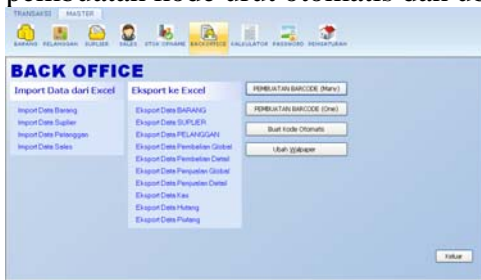 pembuatan kode urut otomatis dan
TRANSAKSI MASTER
BARANG PELANGGAN SUPLIER SALES STOK OPNAME BACKOFFICE CALCULATOR PASSWORD PENGATURAN
BACK OFFICE
Import Data dari Excel
Import Data Barang
Import Data Suplier
Import Data Pelanggan
Import Data Sales
Eksport ke Excel
Eksport Data BARANG
Eksport Data SUPLIER
Eksport Data PELANGGAN
Eksport Data Pembelian Global
Eksport Data Pembelian Detail
Eksport Data Penjualan Global
Eksport Data Penjualan Detail
Eksport Data Kas
Eksport Data Hutang
Eksport Data Piutang
PEMBUATAN BARCODE (Many)
PEMBUATAN BARCODE (One)
Buat Kode Otomatis
Ubah Walpaper
Keluar